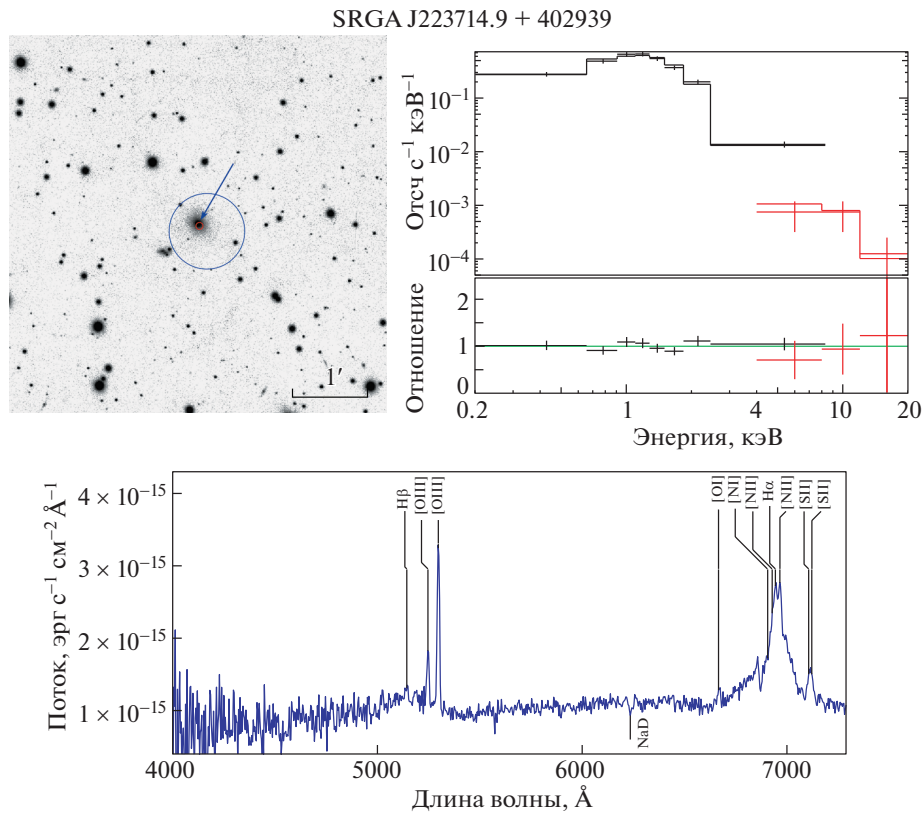 SRGA J223714.9 + 402939
1′
Отсч с⁻¹ кэВ⁻¹
10⁻¹
10⁻²
10⁻³
10⁻⁴
Отношение
2
1
0
0.2 1 4 10 20
Энергия, кэВ
Поток, эрг с⁻¹ см⁻² Å⁻¹
4 × 10⁻¹⁵
3 × 10⁻¹⁵
2 × 10⁻¹⁵
1 × 10⁻¹⁵
Hβ
[OIII]
[OIII]
NaD
[OI]
[NI]
[NII]
Hα
[NII]
[SII]
[SII]
4000 5000 6000 7000
Длина волны, Å